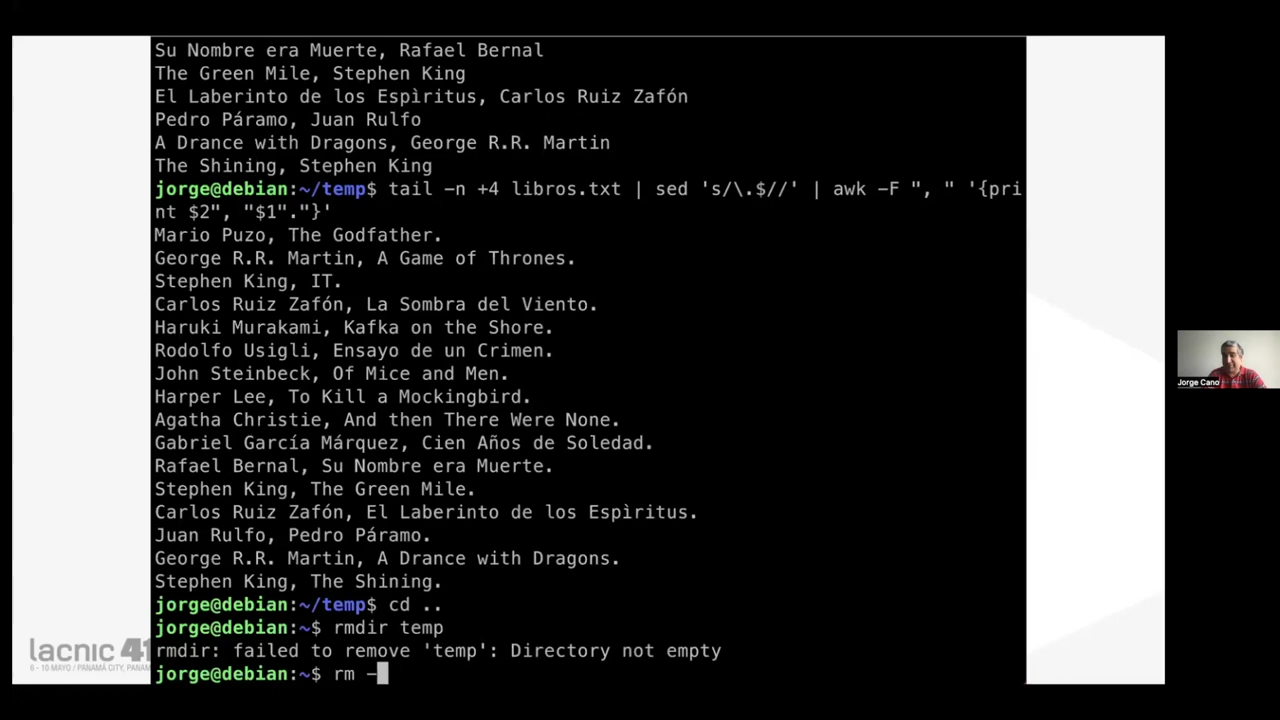 Su Nombre era Muerte, Rafael Bernal
The Green Mile, Stephen King
El Laberinto de los Espìritus, Carlos Ruiz Zafón
Pedro Páramo, Juan Rulfo
A Drance with Dragons, George R.R. Martin
The Shining, Stephen King
jorge@debian:~/temp$ tail -n +4 libros.txt | sed 's/\.$//' | awk -F ", " '{pri
nt $2", "$1"."}'
Mario Puzo, The Godfather.
George R.R. Martin, A Game of Thrones.
Stephen King, IT.
Carlos Ruiz Zafón, La Sombra del Viento.
Haruki Murakami, Kafka on the Shore.
Rodolfo Usigli, Ensayo de un Crimen.
John Steinbeck, Of Mice and Men.
Harper Lee, To Kill a Mockingbird.
Agatha Christie, And then There Were None.
Gabriel García Márquez, Cien Años de Soledad.
Rafael Bernal, Su Nombre era Muerte.
Stephen King, The Green Mile.
Carlos Ruiz Zafón, El Laberinto de los Espìritus.
Juan Rulfo, Pedro Páramo.
George R.R. Martin, A Drance with Dragons.
Stephen King, The Shining.
jorge@debian:~/temp$ cd ..
jorge@debian:~$ rmdir temp
rmdir: failed to remove 'temp': Directory not empty
jorge@debian:~$ rm -
lacnic 41
6 - 10 MAYO / PANAMÁ CITY, PANAM
Jorge Cano